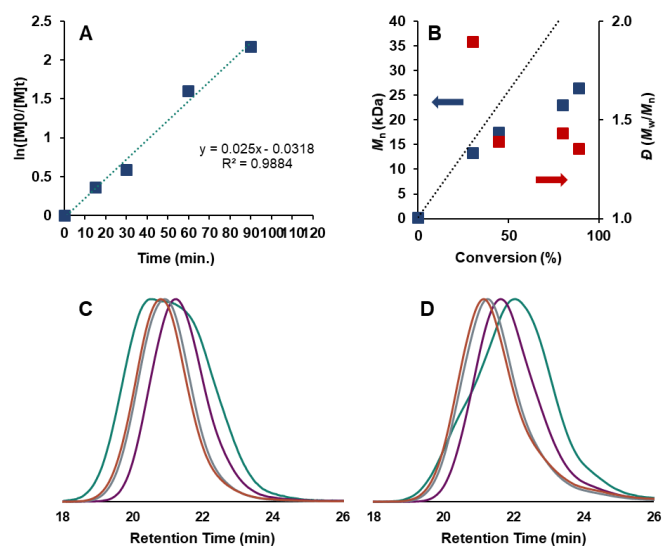 A
ln([M]0/[M]t)
2.5
2
1.5
1
0.5
0
y = 0.025x - 0.0318
R² = 0.9884
0 10 20 30 40 50 60 70 80 90 100 110 120
Time (min.)
B
Mn (kDa)
40
35
30
25
20
15
10
5
0
2.0
1.5
1.0
Đ (Mw/Mn)
0 50 100
Conversion (%)
C
18 20 22 24 26
Retention Time (min)
D
18 20 22 24 26
Retention Time (min)